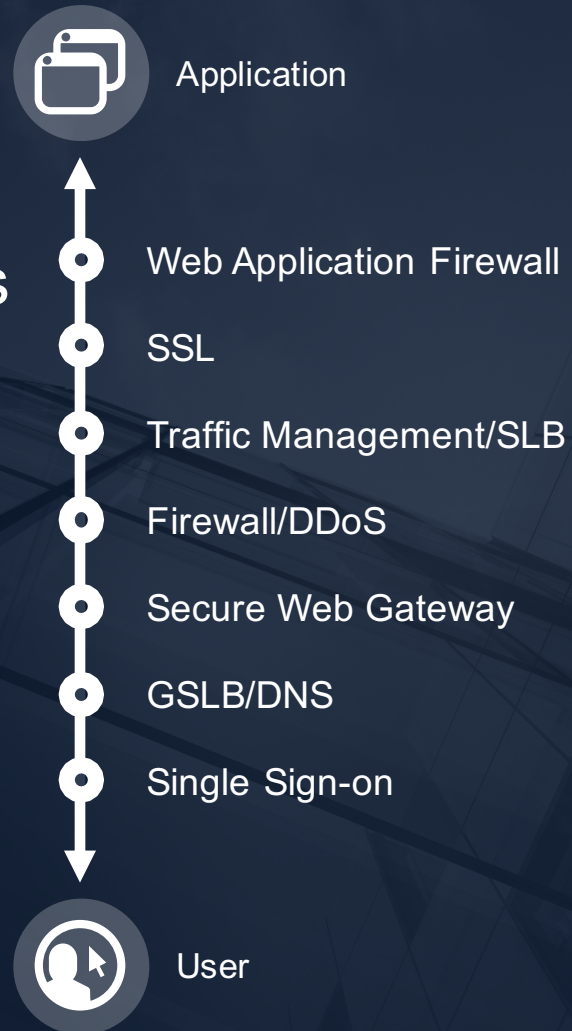 Application
Web Application Firewall
SSL
Traffic Management/SLB
Firewall/DDoS
Secure Web Gateway
GSLB/DNS
Single Sign-on
User